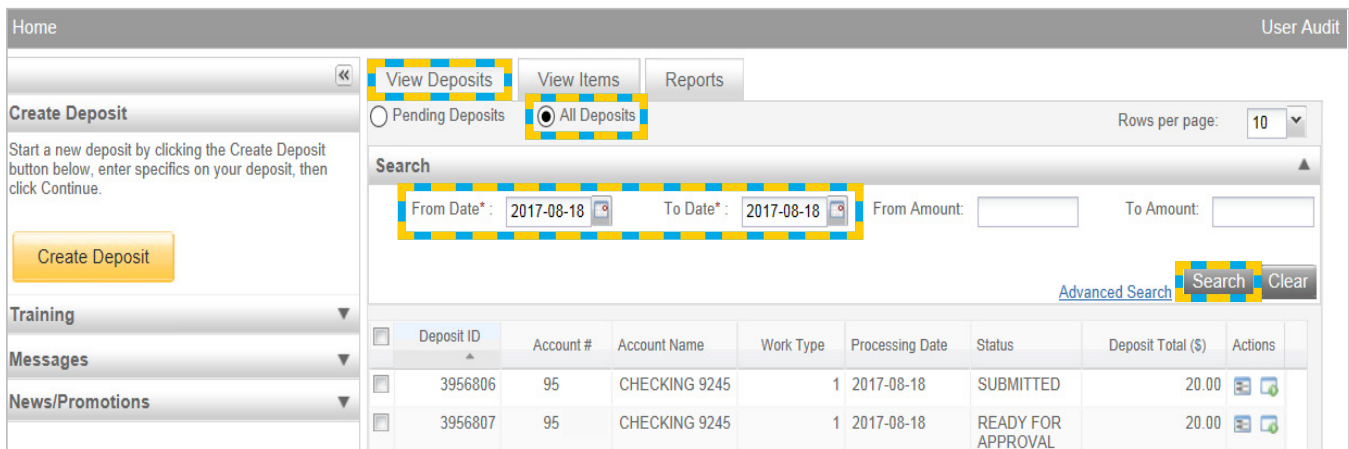 Home
User Audit
View Deposits
View Items
Reports
Create Deposit
Pending Deposits
All Deposits
Rows per page:
10
Start a new deposit by clicking the Create Deposit
button below, enter specifics on your deposit, then
click Continue.
Search
From Date* :
2017-08-18
To Date* :
2017-08-18
From Amount:
To Amount:
Create Deposit
Advanced Search
Search
Clear
Training
Messages
News/Promotions
Deposit ID
Account #
Account Name
Work Type
Processing Date
Status
Deposit Total ($)
Actions
3956806
95
CHECKING 9245
1
2017-08-18
SUBMITTED
20.00
3956807
95
CHECKING 9245
1
2017-08-18
READY FOR
APPROVAL
20.00